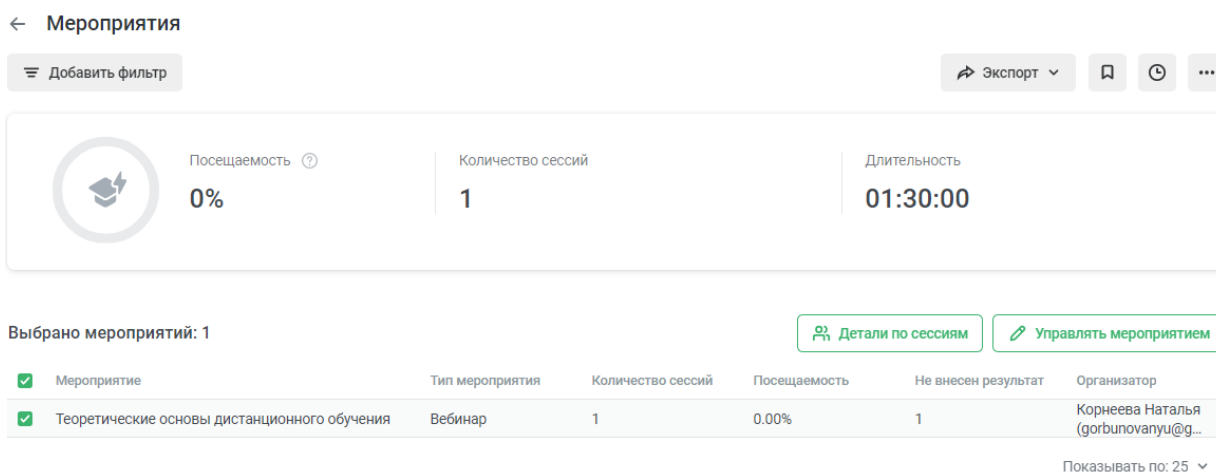 Мероприятия
Добавить фильтр
Экспорт
Посещаемость ?
Количество сессий
Длительность
0%
1
01:30:00
Выбрано мероприятий: 1
Детали по сессиям
Управлять мероприятием
Мероприятие Тип мероприятия Количество сессий Посещаемость Не внесен результат Организатор
Теоретические основы дистанционного обучения Вебинар 1 0.00% 1 Корнеева Наталья
(gorbunovanyu@g...
Показывать по: 25